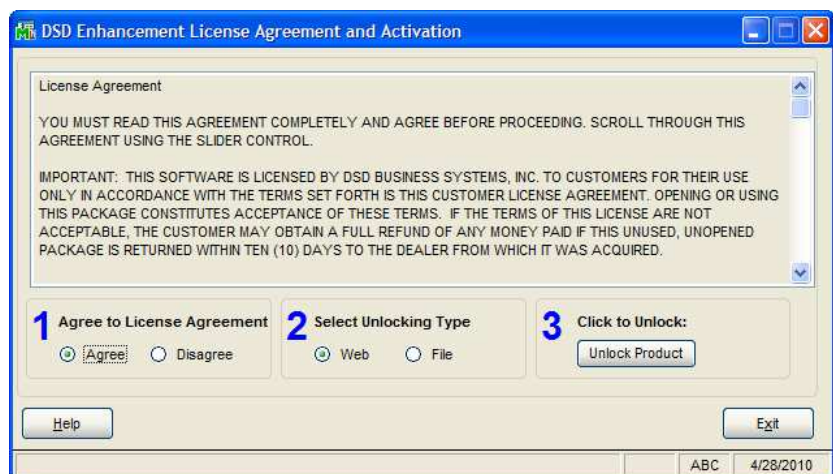 DSD Enhancement License Agreement and Activation
License Agreement
YOU MUST READ THIS AGREEMENT COMPLETELY AND AGREE BEFORE PROCEEDING. SCROLL THROUGH THIS
AGREEMENT USING THE SLIDER CONTROL.
IMPORTANT: THIS SOFTWARE IS LICENSED BY DSD BUSINESS SYSTEMS, INC. TO CUSTOMERS FOR THEIR USE
ONLY IN ACCORDANCE WITH THE TERMS SET FORTH IS THIS CUSTOMER LICENSE AGREEMENT. OPENING OR USING
THIS PACKAGE CONSTITUTES ACCEPTANCE OF THESE TERMS. IF THE TERMS OF THIS LICENSE ARE NOT
ACCEPTABLE, THE CUSTOMER MAY OBTAIN A FULL REFUND OF ANY MONEY PAID IF THIS UNUSED, UNOPENED
PACKAGE IS RETURNED WITHIN TEN (10) DAYS TO THE DEALER FROM WHICH IT WAS ACQUIRED.
1 Agree to License Agreement
Agree Disagree
2 Select Unlocking Type
Web File
3 Click to Unlock:
Unlock Product
Help
Exit
ABC 4/28/2010